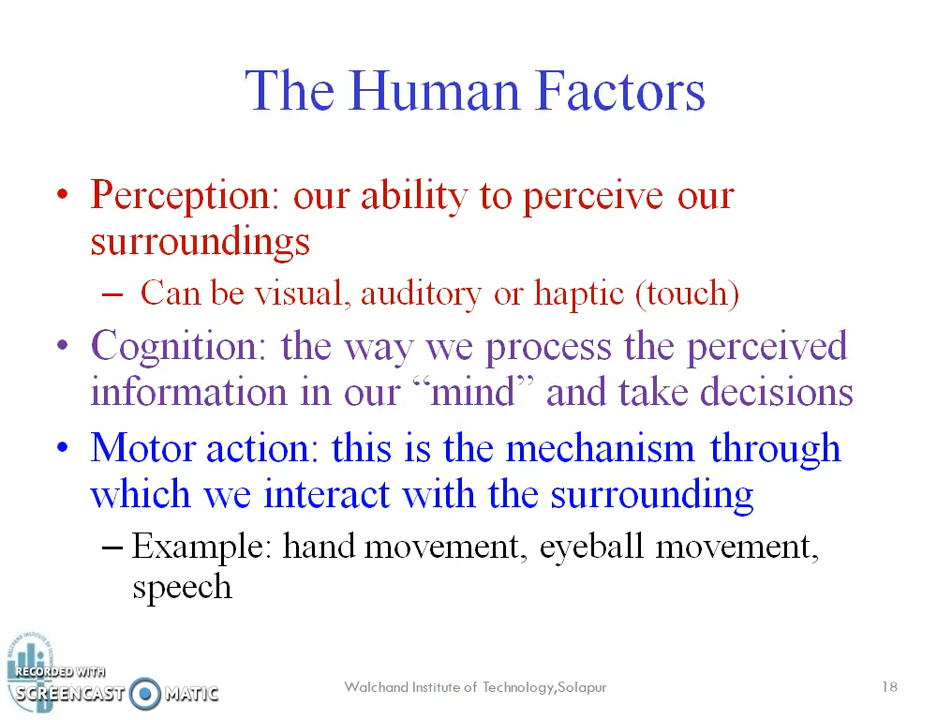 The Human Factors
• Perception: our ability to perceive our
surroundings
– Can be visual, auditory or haptic (touch)
• Cognition: the way we process the perceived
information in our “mind” and take decisions
• Motor action: this is the mechanism through
which we interact with the surrounding
– Example: hand movement, eyeball movement,
speech
RECORDED WITH
SCREENCAST MATIC
Walchand Institute of Technology,Solapur
18